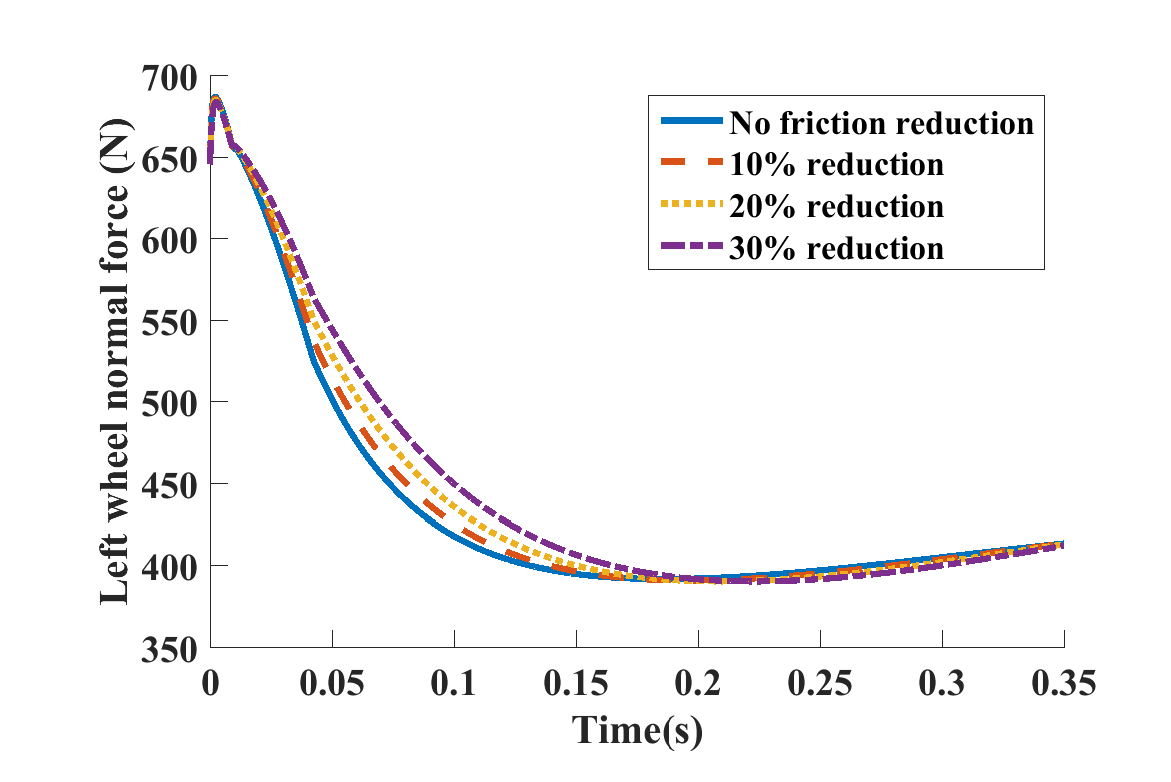 700
650
600
550
500
450
400
350
Left wheel normal force (N)
No friction reduction
10% reduction
20% reduction
30% reduction
0 0.05 0.1 0.15 0.2 0.25 0.3 0.35
Time(s)